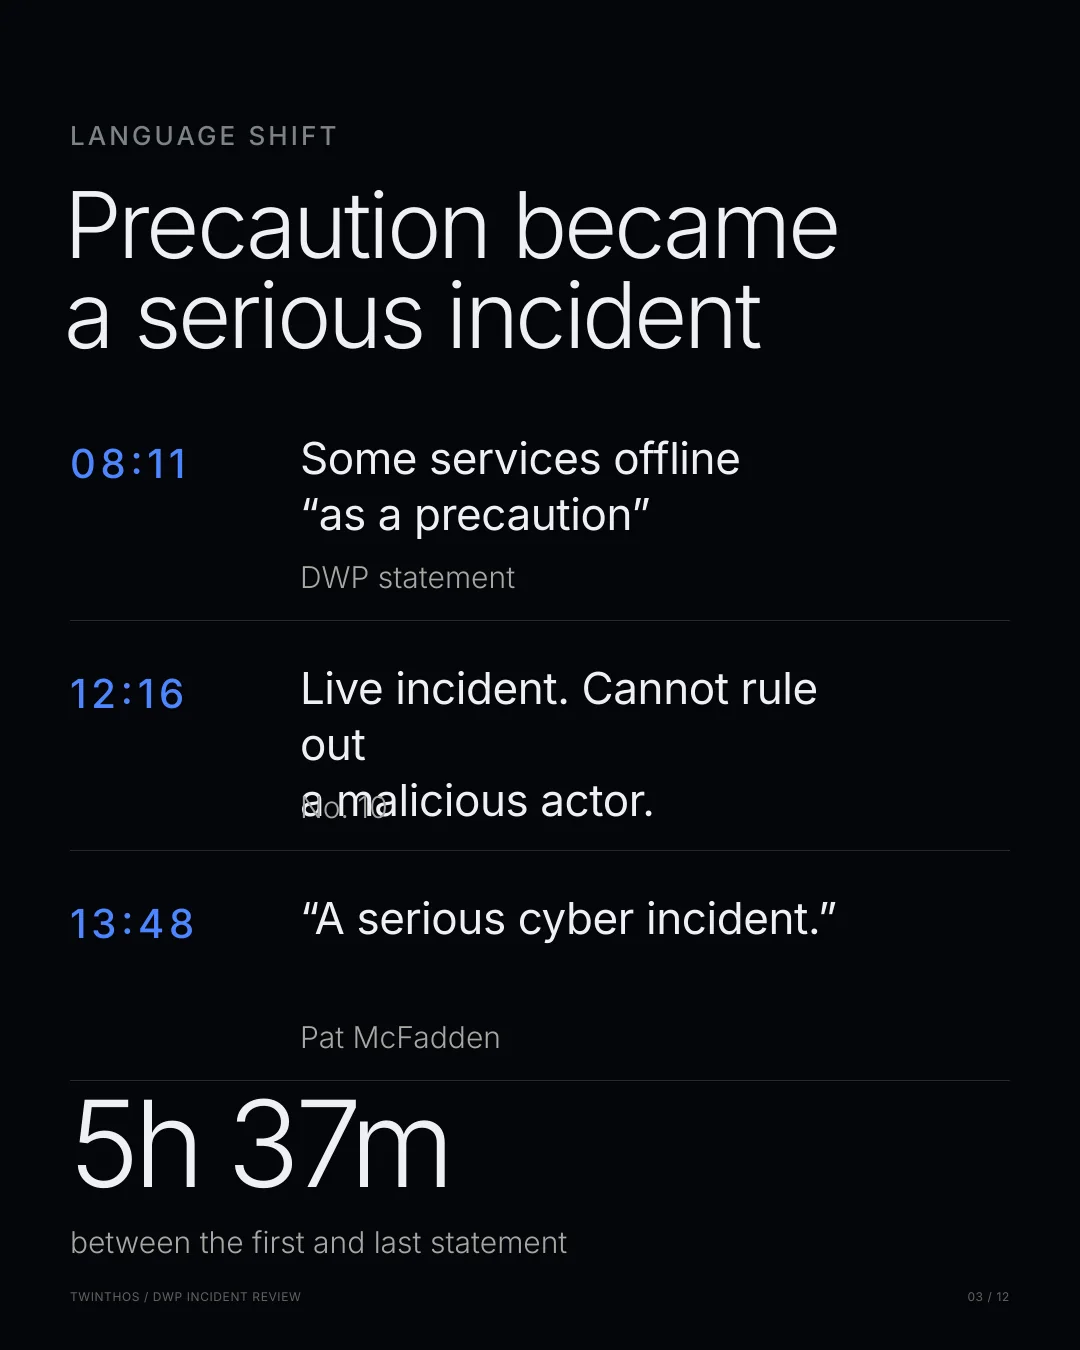 LANGUAGE SHIFT
Precaution became
a serious incident
08:11
Some services offline
“as a precaution”
DWP statement
12:16
Live incident. Cannot rule
out
a malicious actor.
No. 10
13:48
“A serious cyber incident.”
Pat McFadden
5h 37m
between the first and last statement
TWINTHOS / DWP INCIDENT REVIEW
03 / 12